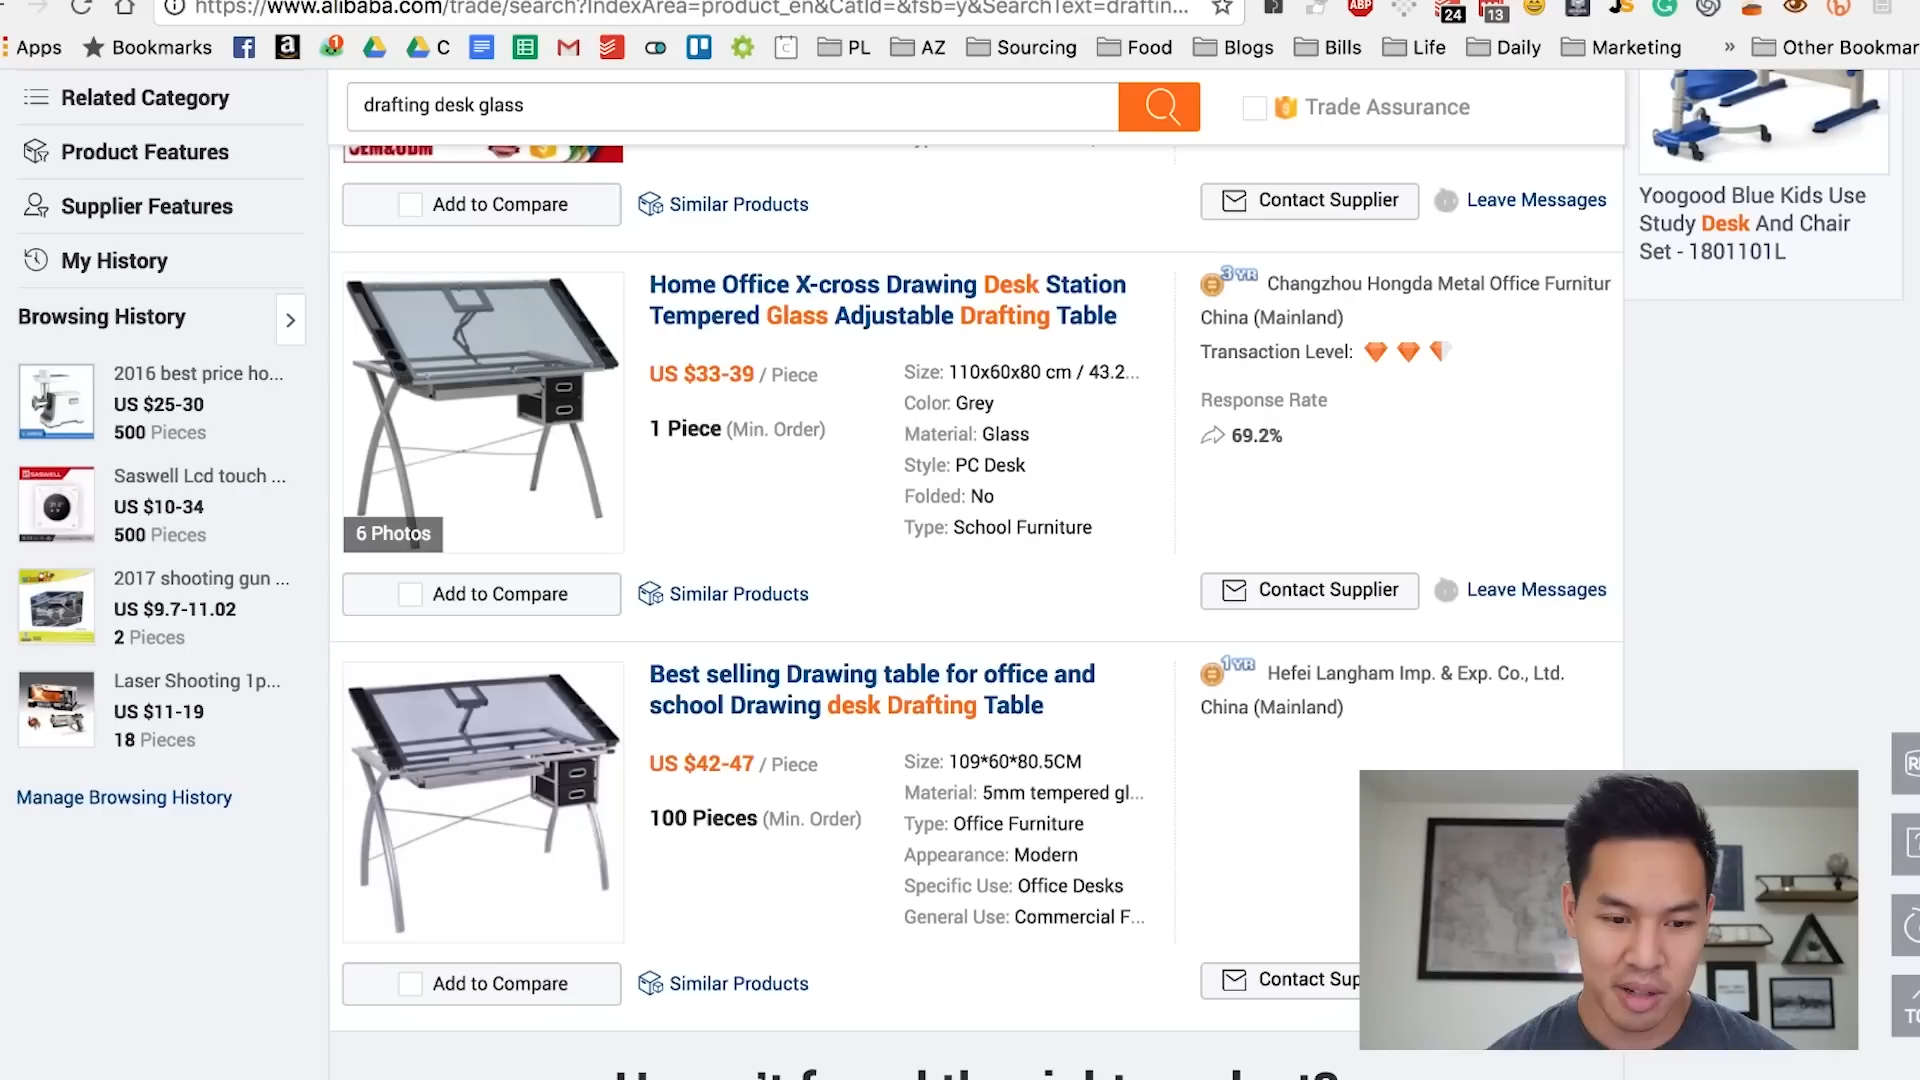 https://www.alibaba.com/trade/search?IndexArea=product_en&CatId=&fsb=y&SearchText=draftin...
ABP
24
13
Apps
Bookmarks
C
PL
AZ
Sourcing
Food
Blogs
Bills
Life
Daily
Marketing
»
Other Bookmar
Related Category
Product Features
Supplier Features
My History
Browsing History
2016 best price ho...
US $25-30
500 Pieces
SASWELL
Saswell Lcd touch ...
US $10-34
500 Pieces
2017 shooting gun ...
US $9.7-11.02
2 Pieces
Laser Shooting 1p...
US $11-19
18 Pieces
Manage Browsing History
drafting desk glass
Trade Assurance
OEM&ODM
Add to Compare
Similar Products
Contact Supplier
Leave Messages
Home Office X-cross Drawing Desk Station
Tempered Glass Adjustable Drafting Table
US $33-39 / Piece
1 Piece (Min. Order)
Size: 110x60x80 cm / 43.2...
Color: Grey
Material: Glass
Style: PC Desk
Folded: No
Type: School Furniture
3 YR
Changzhou Hongda Metal Office Furnitur
China (Mainland)
Transaction Level:
Response Rate
69.2%
6 Photos
Add to Compare
Similar Products
Contact Supplier
Leave Messages
Best selling Drawing table for office and
school Drawing desk Drafting Table
US $42-47 / Piece
100 Pieces (Min. Order)
Size: 109*60*80.5CM
Material: 5mm tempered gl...
Type: Office Furniture
Appearance: Modern
Specific Use: Office Desks
General Use: Commercial F...
1 YR
Hefei Langham Imp. & Exp. Co., Ltd.
China (Mainland)
Add to Compare
Similar Products
Contact Sup
Yoogood Blue Kids Use
Study Desk And Chair
Set - 1801101L